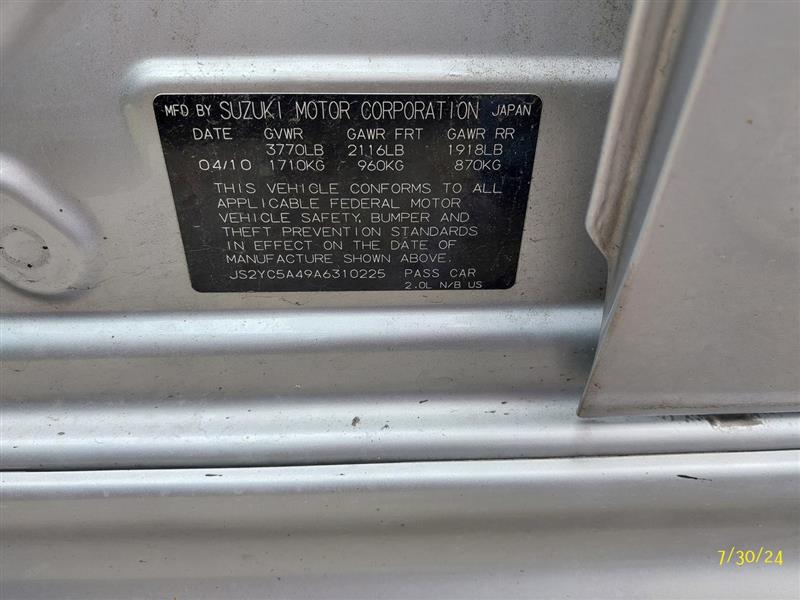 MFD BY SUZUKI MOTOR CORPORATION JAPAN
DATE GVWR GAWR FRT GAWR RR
3770LB 2116LB 1918LB
04/10 1710KG 960KG 870KG
THIS VEHICLE CONFORMS TO ALL
APPLICABLE FEDERAL MOTOR
VEHICLE SAFETY, BUMPER AND
THEFT PREVENTION STANDARDS
IN EFFECT ON THE DATE OF
MANUFACTURE SHOWN ABOVE.
JS2YC5A49A6310225 PASS CAR
2.0L N/B US
7/30/24